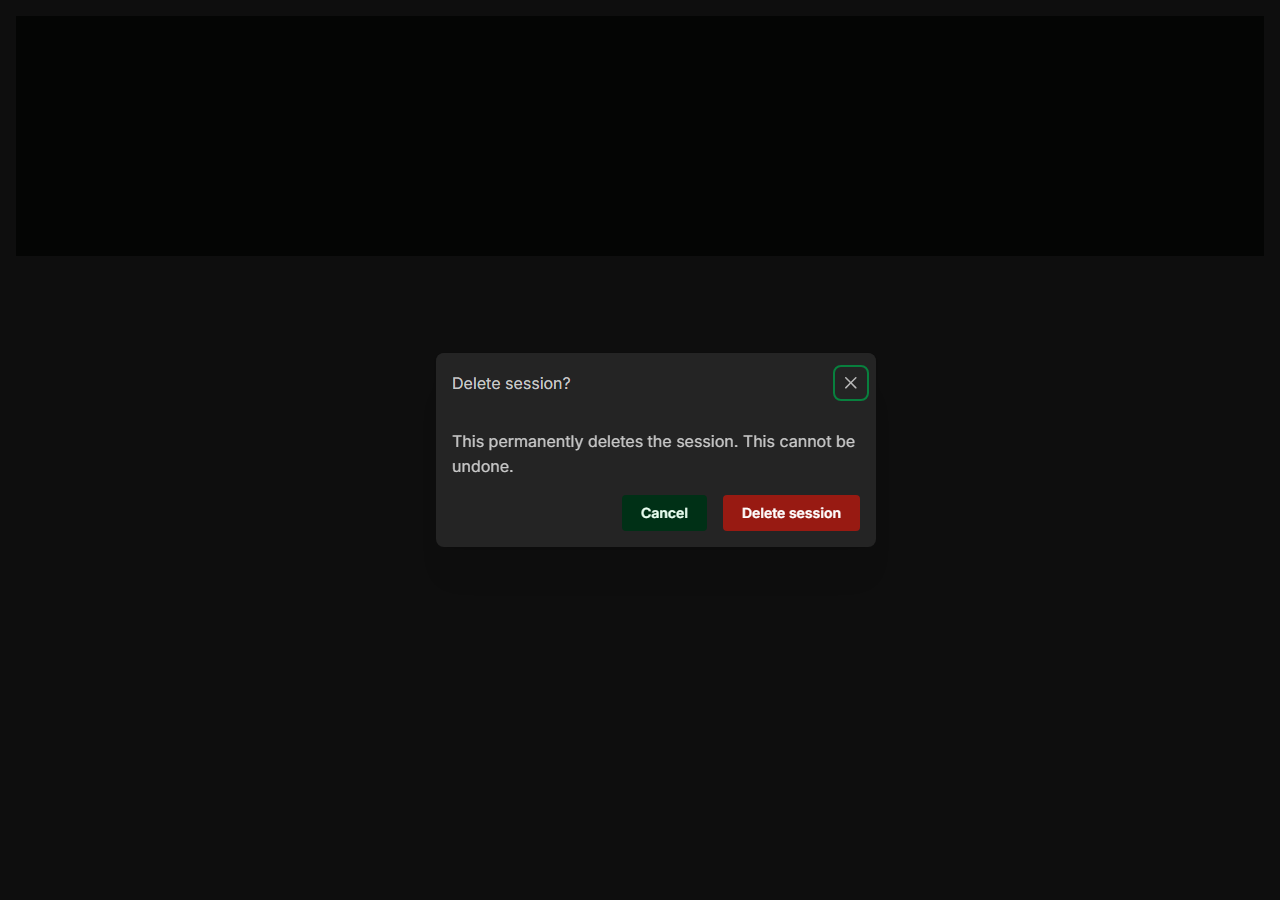 Delete session?
This permanently deletes the session. This cannot be
undone.
Cancel
Delete session